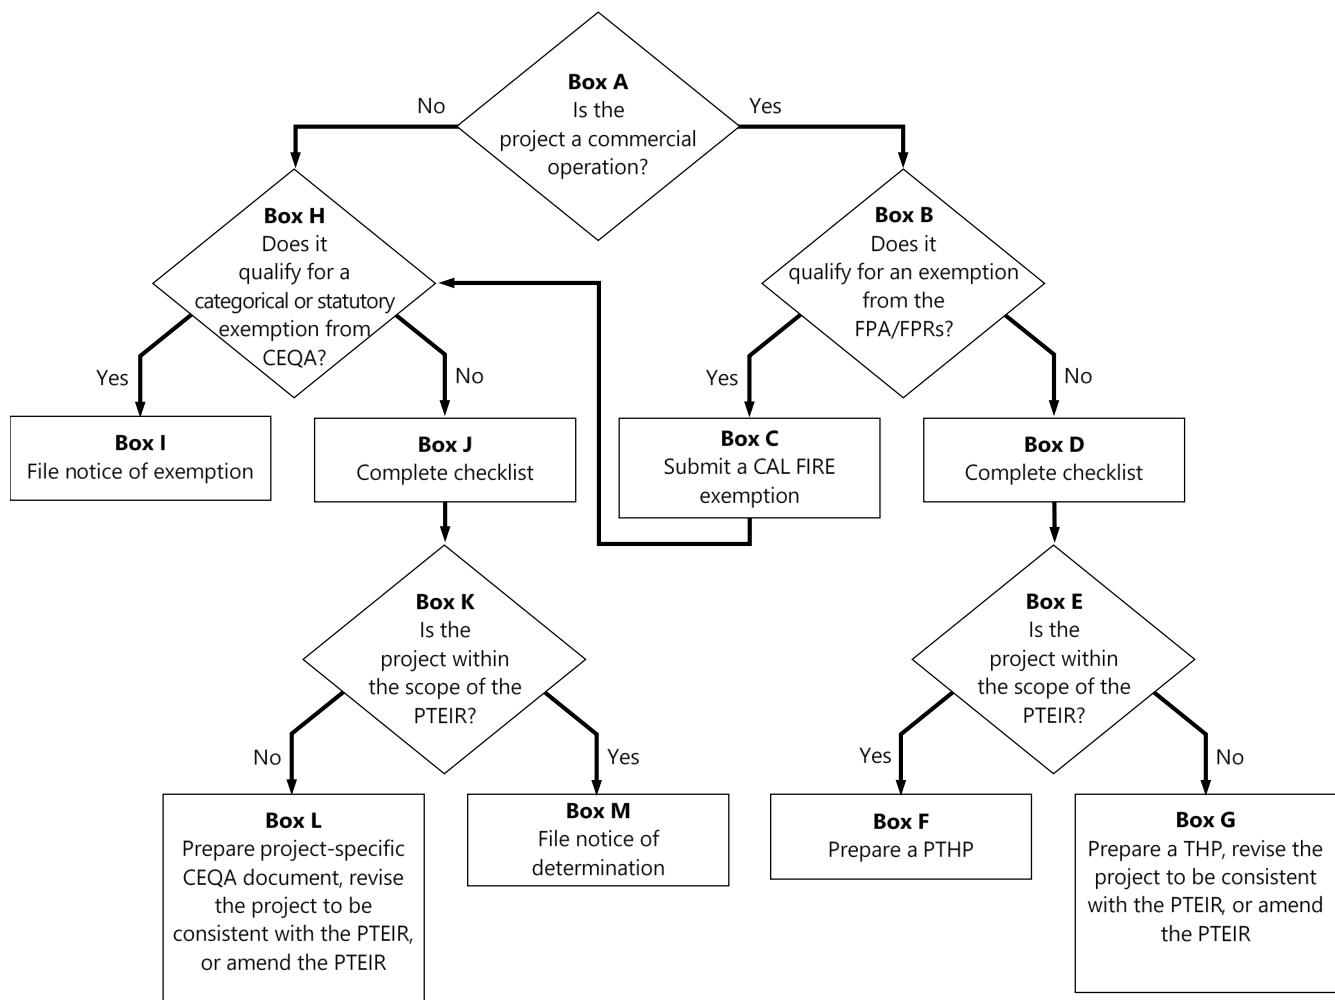 Box A
Is the
project a commercial
operation?
No
Yes
Box H
Does it
qualify for a
categorical or statutory
exemption from
CEQA?
Box B
Does it
qualify for an exemption
from the
FPA/FPRs?
Yes
No
Yes
No
Box I
File notice of exemption
Box J
Complete checklist
Box C
Submit a CAL FIRE
exemption
Box D
Complete checklist
Box K
Is the
project within
the scope of the
PTEIR?
Box E
Is the
project within
the scope of the
PTEIR?
No
Yes
Yes
No
Box L
Prepare project-specific
CEQA document, revise
the project to be
consistent with the PTEIR,
or amend the PTEIR
Box M
File notice of
determination
Box F
Prepare a PTHP
Box G
Prepare a THP, revise the
project to be consistent
with the PTEIR, or amend
the PTEIR